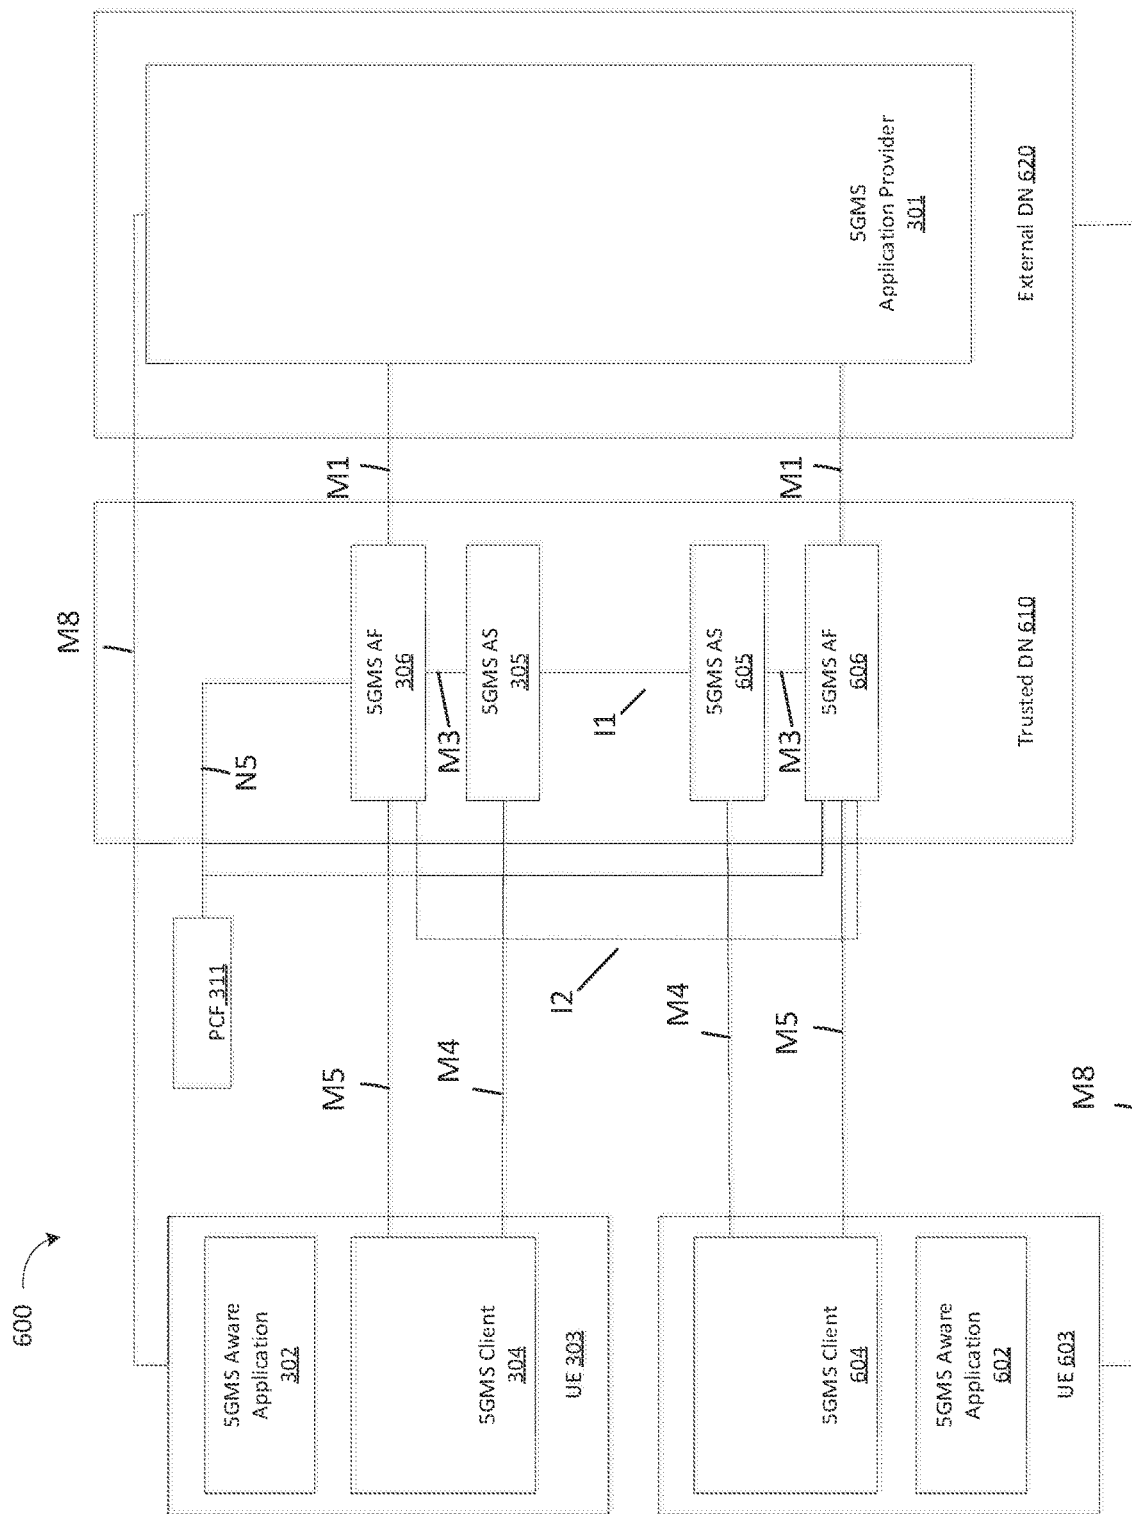 600
5GMS Aware
Application
302
5GMS Client
304
UE 303
5GMS Client
604
5GMS Aware
Application
602
UE 603
PCF 311
M8
N5
M5
M4
I2
M4
M5
M8
5GMS AF
306
M3
5GMS AS
305
I1
5GMS AS
605
M3
5GMS AF
606
Trusted DN 610
M1
M1
5GMS
Application Provider
301
External DN 620